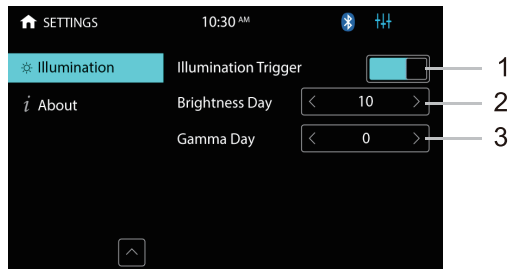 SETTINGS 10:30 AM
Illumination Illumination Trigger 1
i About Brightness Day < 10 > 2
Gamma Day < 0 > 3